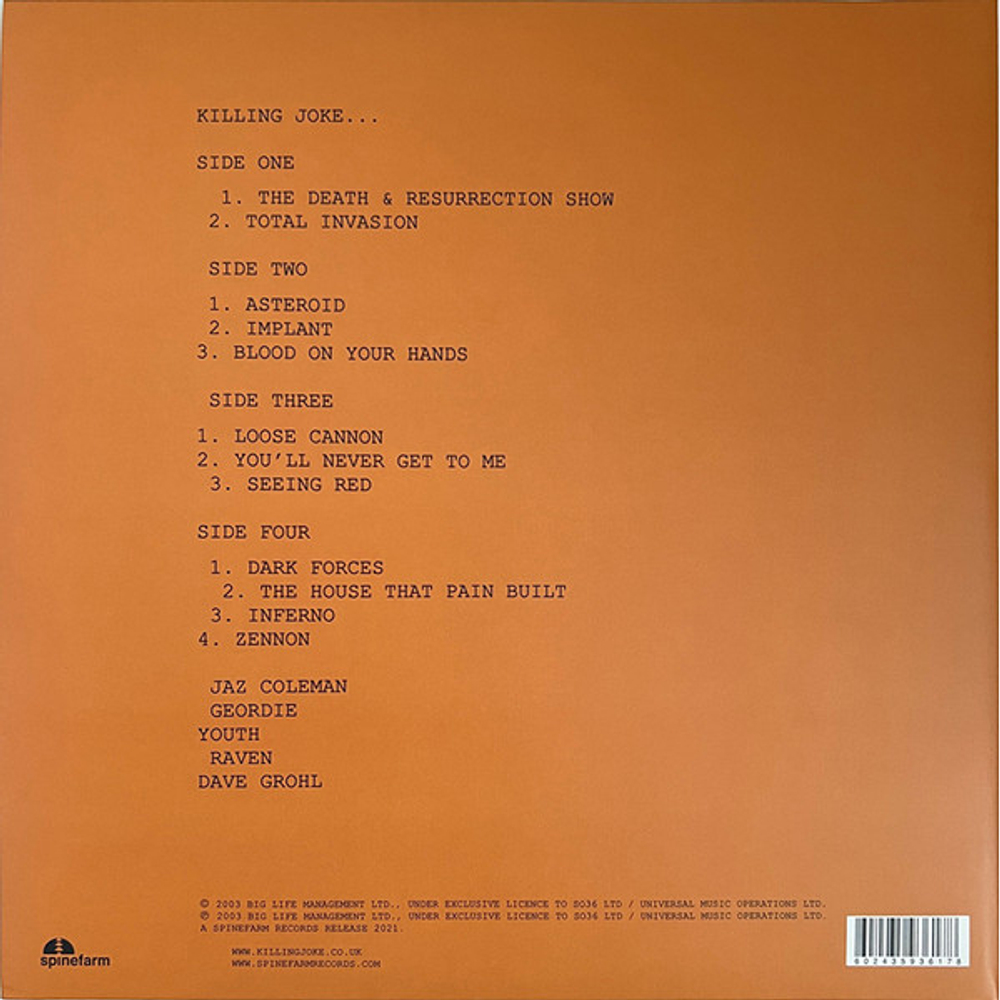 KILLING JOKE...
SIDE ONE
1. THE DEATH & RESURRECTION SHOW
2. TOTAL INVASION
SIDE TWO
1. ASTEROID
2. IMPLANT
3. BLOOD ON YOUR HANDS
SIDE THREE
1. LOOSE CANNON
2. YOU'LL NEVER GET TO ME
3. SEEING RED
SIDE FOUR
1. DARK FORCES
2. THE HOUSE THAT PAIN BUILT
3. INFERNO
4. ZENNON
JAZ COLEMAN
GEORDIE
YOUTH
RAVEN
DAVE GROHL
© 2003 BIG LIFE MANAGEMENT LTD., UNDER EXCLUSIVE LICENCE TO SO36 LTD / UNIVERSAL MUSIC OPERATIONS LTD.
℗ 2003 BIG LIFE MANAGEMENT LTD., UNDER EXCLUSIVE LICENCE TO SO36 LTD / UNIVERSAL MUSIC OPERATIONS LTD.
A SPINEFARM RECORDS RELEASE 2021.
WWW.KILLINGJOKE.CO.UK
WWW.SPINEFARMRECORDS.COM
spinefarm
602435936178